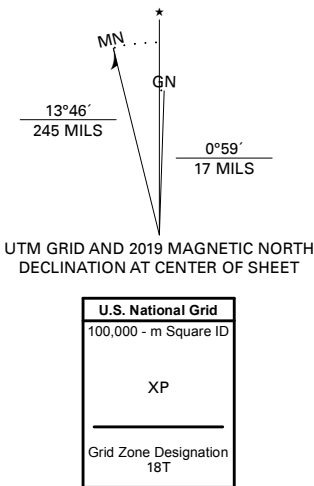 ★
MN
GN
13°46´
245 MILS
0°59´
17 MILS
UTM GRID AND 2019 MAGNETIC NORTH
DECLINATION AT CENTER OF SHEET
U.S. National Grid
100,000 - m Square ID
XP
Grid Zone Designation
18T